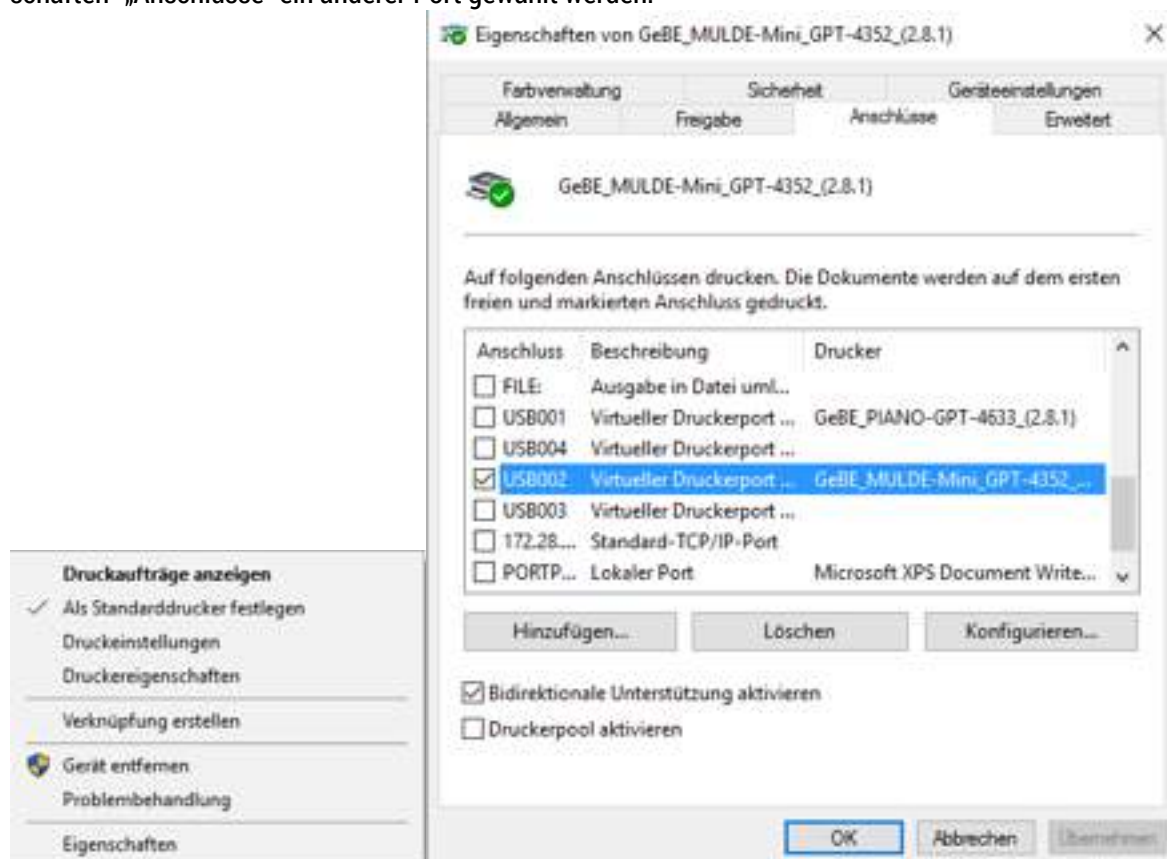 schaften "„Anschlüsse" ein anderer Port gewählt werden.
Eigenschaften von GeBE_MULDE-Mini_GPT-4352_(2.8.1)
Farbverwaltung Sicherheit Geräteeinstellungen
Allgemein Freigabe Anschlüsse Erweitert
GeBE_MULDE-Mini_GPT-4352_(2.8.1)
Auf folgenden Anschlüssen drucken. Die Dokumente werden auf dem ersten
freien und markierten Anschluss gedruckt.
Anschluss Beschreibung Drucker
FILE: Ausgabe in Datei uml...
USB001 Virtueller Druckerport ... GeBE_PIANO-GPT-4633_(2.8.1)
USB004 Virtueller Druckerport ...
USB002 Virtueller Druckerport ... GeBE_MULDE-Mini_GPT-4352_...
USB003 Virtueller Druckerport ...
172.28.... Standard-TCP/IP-Port
PORTP... Lokaler Port Microsoft XPS Document Write...
Hinzufügen... Löschen Konfigurieren...
Bidirektionale Unterstützung aktivieren
Druckerpool aktivieren
OK Abbrechen Übernehmen
Druckaufträge anzeigen
Als Standarddrucker festlegen
Druckeinstellungen
Druckereigenschaften
Verknüpfung erstellen
Gerät entfernen
Problembehandlung
Eigenschaften